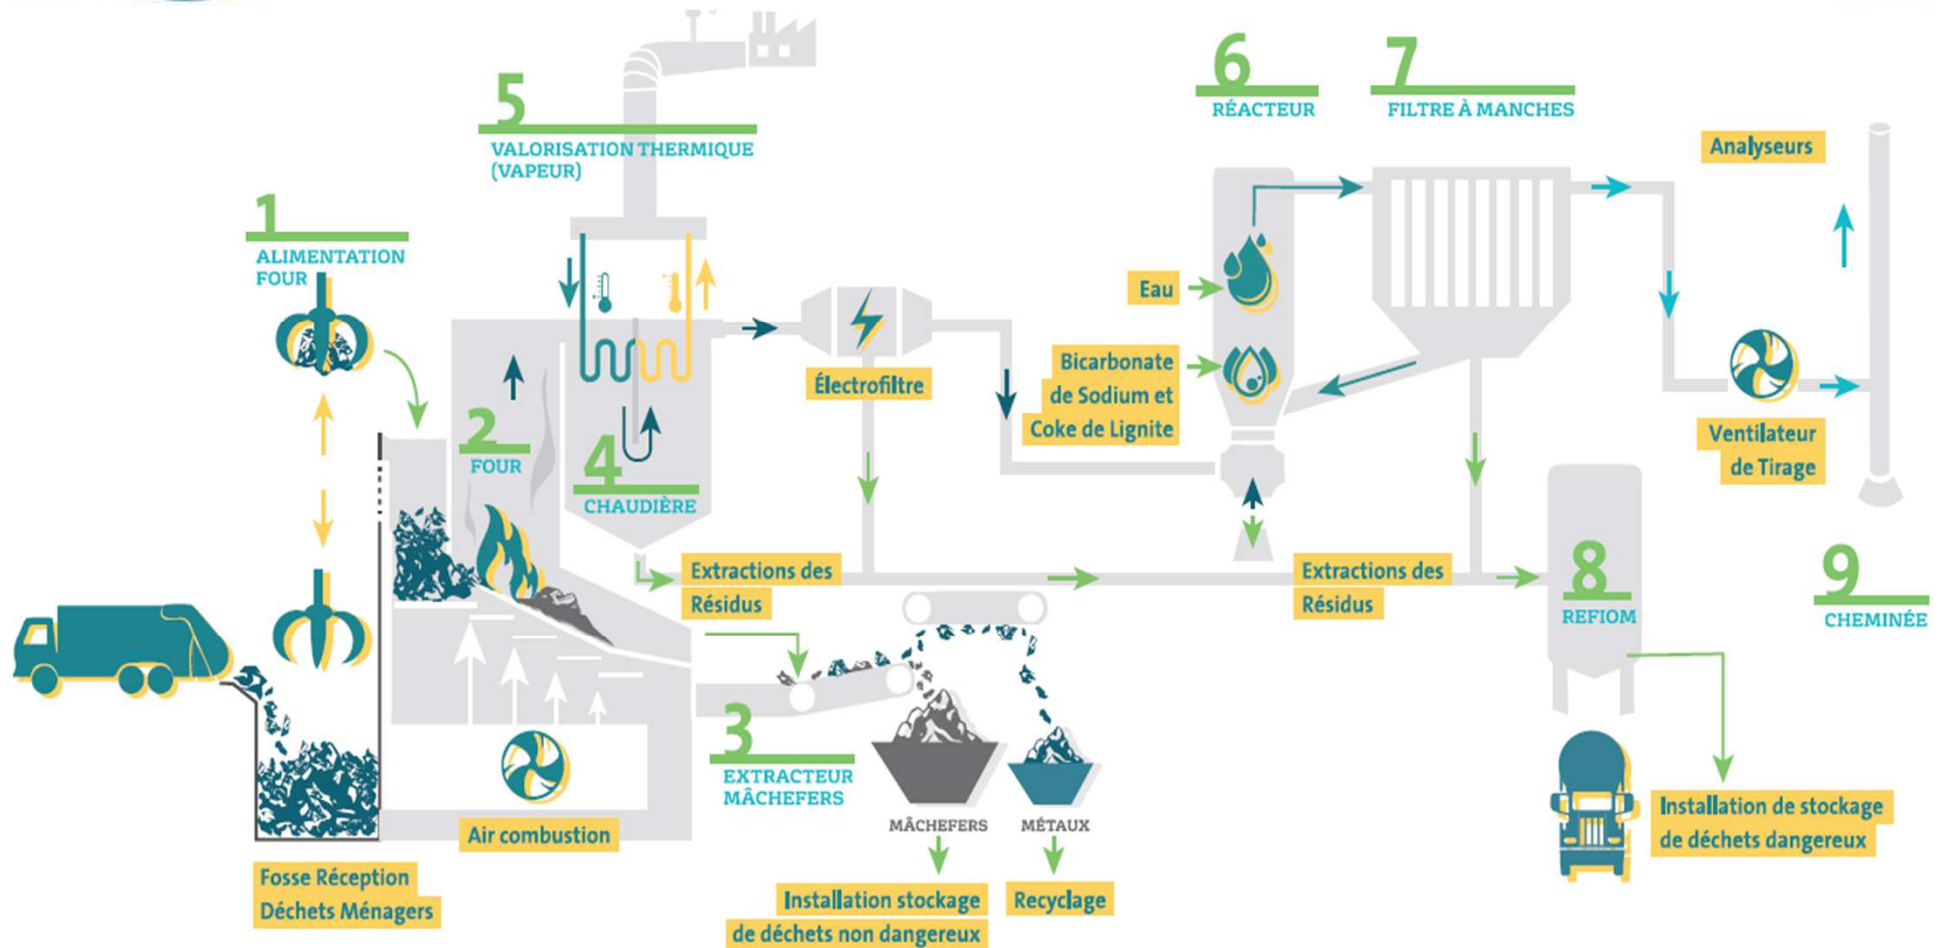 1
ALIMENTATION
FOUR
2
FOUR
3
EXTRACTEUR
MÂCHEFERS
4
CHAUDIÈRE
5
VALORISATION THERMIQUE
(VAPEUR)
6
RÉACTEUR
7
FILTRE À MANCHES
8
REFIOM
9
CHEMINÉE
Fosse Réception
Déchets Ménagers
Air combustion
Électrofiltre
Extractions des
Résidus
MÂCHEFERS
MÉTAUX
Installation stockage
de déchets non dangereux
Recyclage
Eau
Bicarbonate
de Sodium et
Coke de Lignite
Extractions des
Résidus
Analyseurs
Ventilateur
de Tirage
Installation de stockage
de déchets dangereux